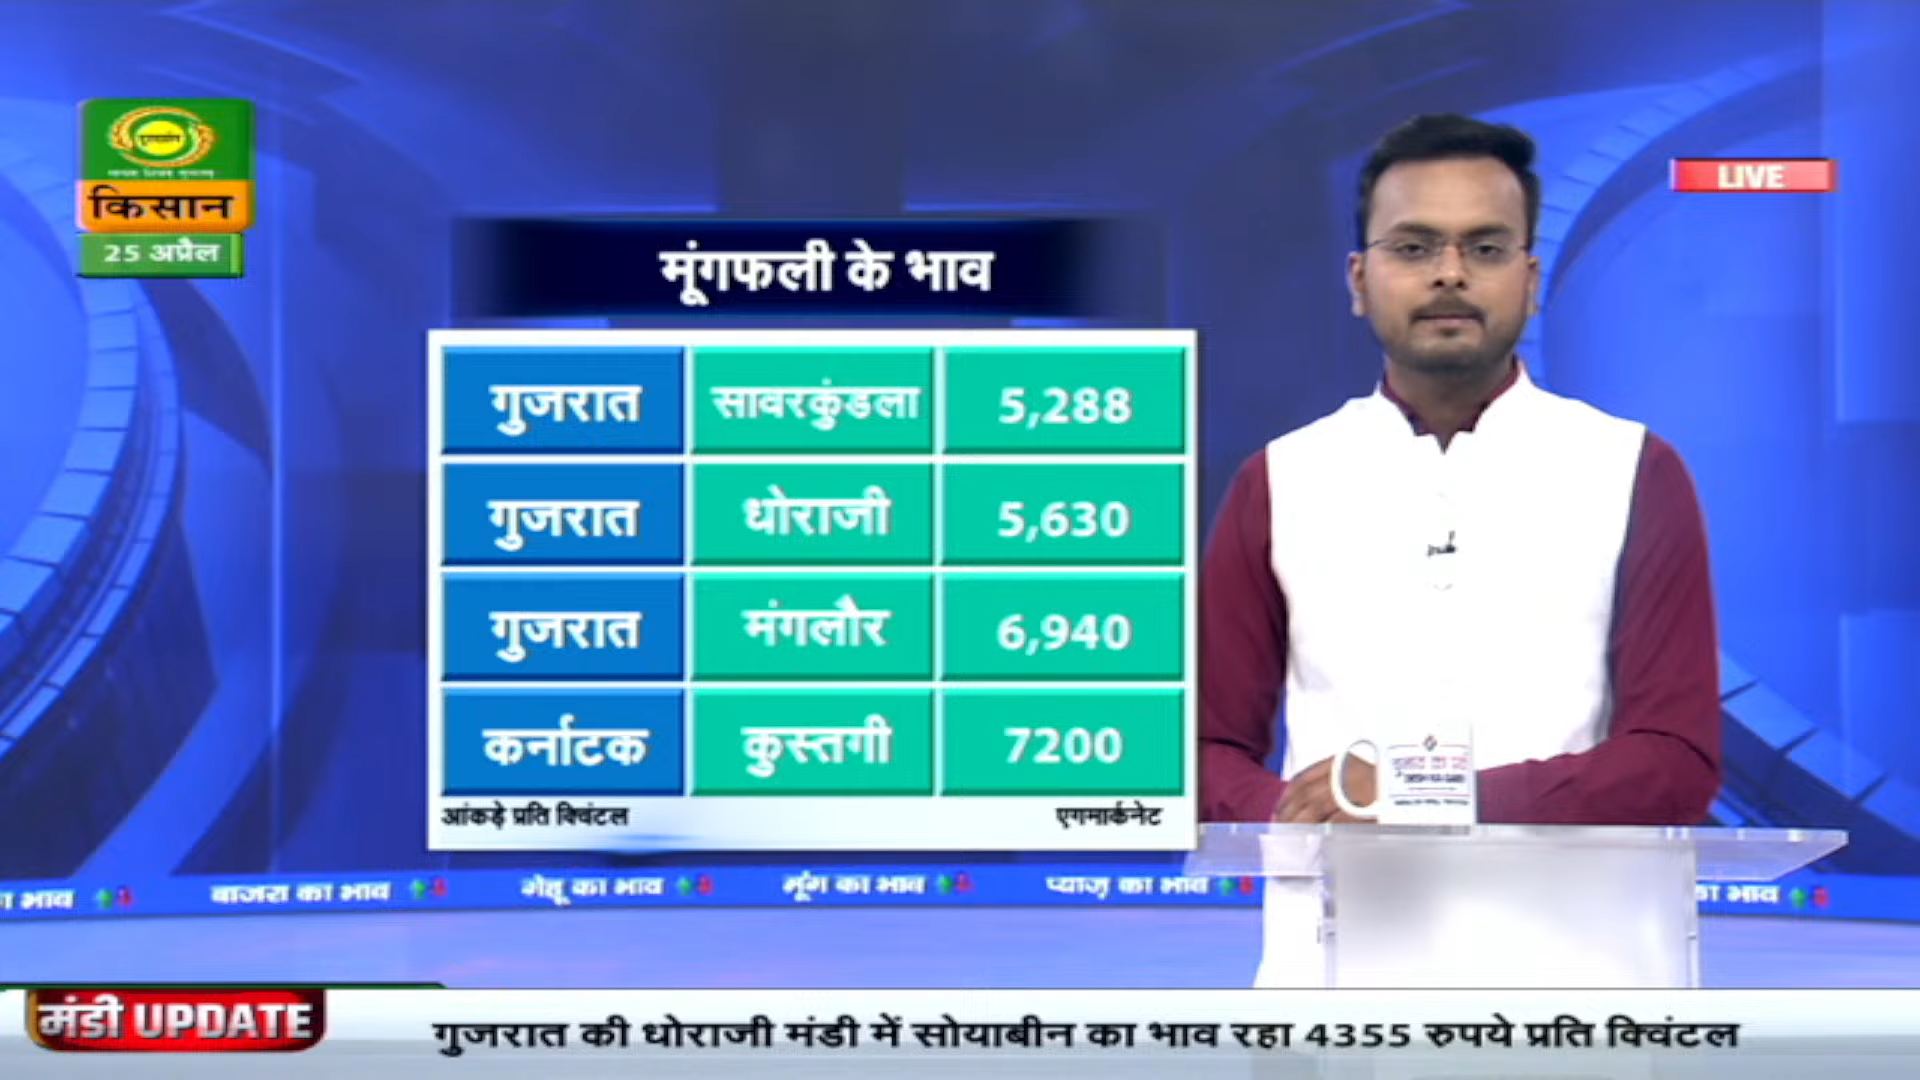 किसान
25 अप्रैल
LIVE
मूंगफली के भाव
गुजरात सावरकुंडला 5,288
गुजरात धोराजी 5,630
गुजरात मंगलौर 6,940
कर्नाटक कुस्तगी 7200
आंकड़े प्रति क्विंटल एगमार्कनेट
भाव बाजरा का भाव गेहू का भाव मूंग का भाव प्याज़ का भाव का भाव
मंडी UPDATE
गुजरात की धोराजी मंडी में सोयाबीन का भाव रहा 4355 रुपये प्रति क्विंटल